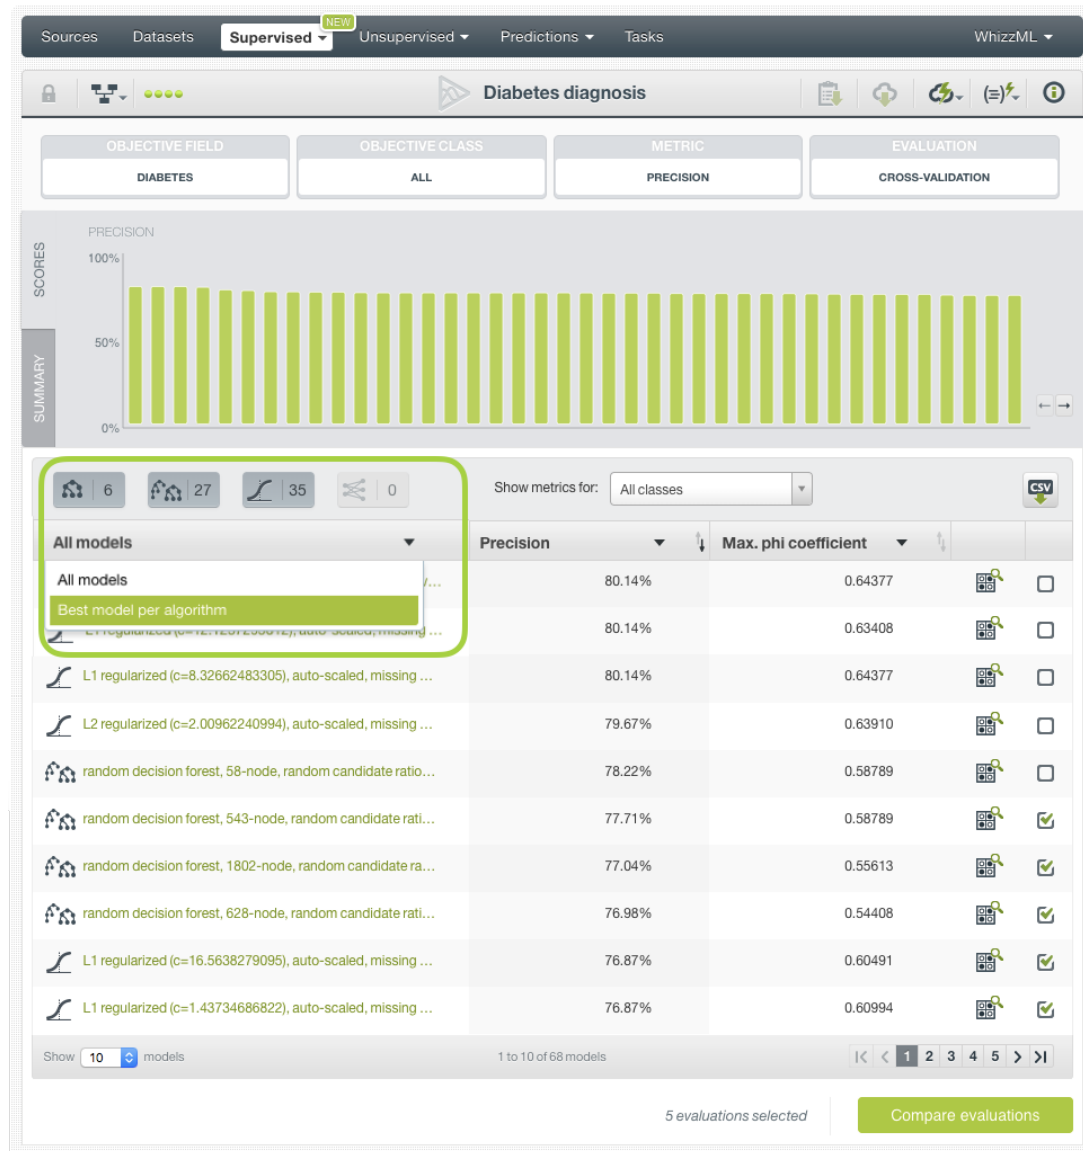 NEW
Sources Datasets Supervised Unsupervised Predictions Tasks WhizzML
Diabetes diagnosis
OBJECTIVE FIELD OBJECTIVE CLASS METRIC EVALUATION
DIABETES ALL PRECISION CROSS-VALIDATION
SCORES
SUMMARY
PRECISION
100%
50%
0%
6 27 35 0 Show metrics for: All classes CSV
All models Precision Max. phi coefficient
All models 80.14% 0.64377
Best model per algorithm
80.14% 0.63408
L1 regularized (c=8.32662483305), auto-scaled, missing ... 80.14% 0.64377
L2 regularized (c=2.00962240994), auto-scaled, missing ... 79.67% 0.63910
random decision forest, 58-node, random candidate ratio... 78.22% 0.58789
random decision forest, 543-node, random candidate rati... 77.71% 0.58789
random decision forest, 1802-node, random candidate ra... 77.04% 0.55613
random decision forest, 628-node, random candidate rati... 76.98% 0.54408
L1 regularized (c=16.5638279095), auto-scaled, missing ... 76.87% 0.60491
L1 regularized (c=1.43734686822), auto-scaled, missing ... 76.87% 0.60994
Show 10 models 1 to 10 of 68 models 1 2 3 4 5
5 evaluations selected Compare evaluations